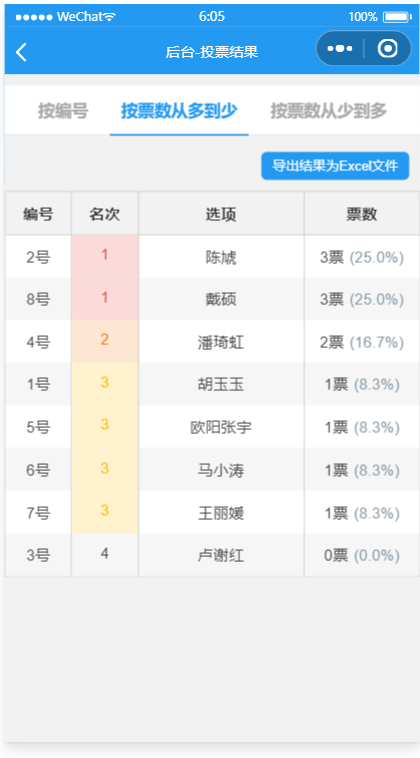 WeChat 6:05 100%
后台-投票结果
按编号 按票数从多到少 按票数从少到多
导出结果为Excel文件
编号 名次 选项 票数
2号 1 陈虓 3票 (25.0%)
8号 1 戴硕 3票 (25.0%)
4号 2 潘琦虹 2票 (16.7%)
1号 3 胡玉玉 1票 (8.3%)
5号 3 欧阳张宇 1票 (8.3%)
6号 3 马小涛 1票 (8.3%)
7号 3 王丽媛 1票 (8.3%)
3号 4 卢谢红 0票 (0.0%)